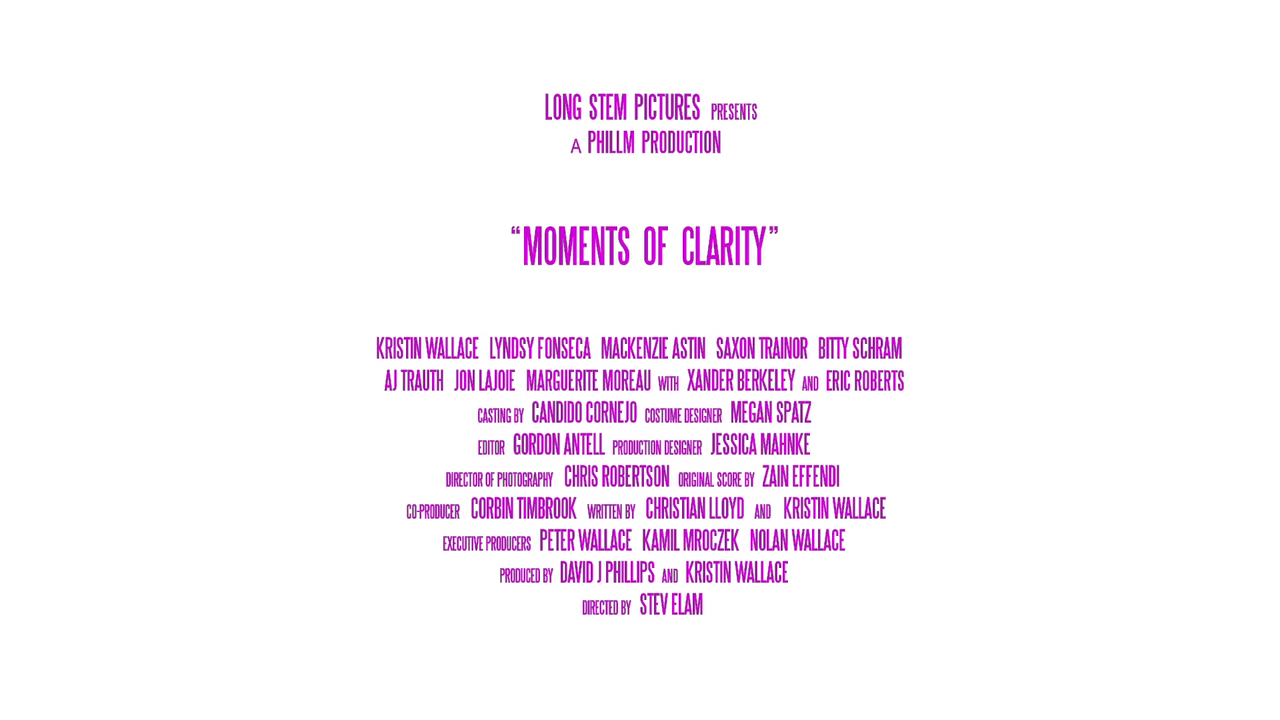 LONG STEM PICTURES PRESENTS
A PHILLM PRODUCTION
“MOMENTS OF CLARITY”
KRISTIN WALLACE LYNDSY FONSECA MACKENZIE ASTIN SAXON TRAINOR BITTY SCHRAM
AJ TRAUTH JON LAJOIE MARGUERITE MOREAU WITH XANDER BERKELEY AND ERIC ROBERTS
CASTING BY CANDIDO CORNEJO COSTUME DESIGNER MEGAN SPATZ
EDITOR GORDON ANTELL PRODUCTION DESIGNER JESSICA MAHNKE
DIRECTOR OF PHOTOGRAPHY CHRIS ROBERTSON ORIGINAL SCORE BY ZAIN EFFENDI
CO-PRODUCER CORBIN TIMBROOK WRITTEN BY CHRISTIAN LLOYD AND KRISTIN WALLACE
EXECUTIVE PRODUCERS PETER WALLACE KAMIL MROCZEK NOLAN WALLACE
PRODUCED BY DAVID J PHILLIPS AND KRISTIN WALLACE
DIRECTED BY STEV ELAM